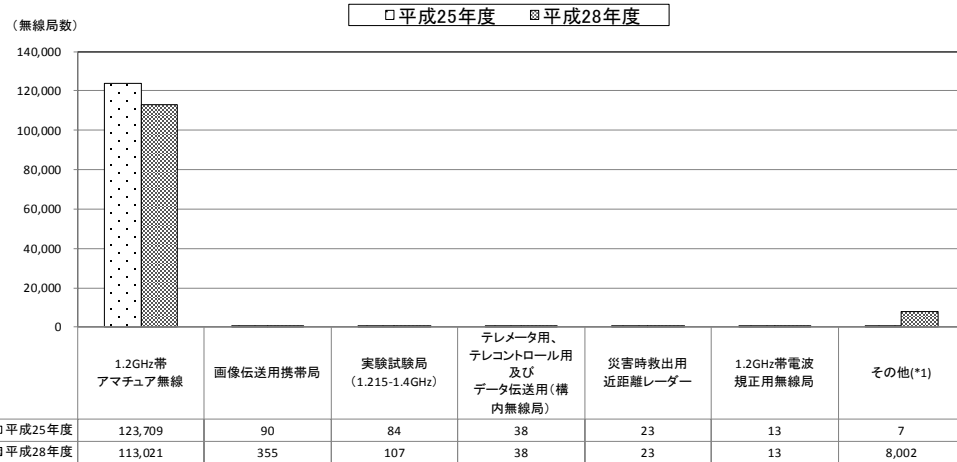 □平成25年度 平成28年度
(無線局数)
140,000
120,000
100,000
80,000
60,000
40,000
20,000
0
1.2GHz帯
アマチュア無線
画像伝送用携帯局
実験試験局
(1.215-1.4GHz)
テレメータ用、
テレコントロール用
及び
データ伝送用(構
内無線局)
災害時救出用
近距離レーダー
1.2GHz帯電波
規正用無線局
その他(*1)
平成25年度 123,709 90 84 38 23 13 7
平成28年度 113,021 355 107 38 23 13 8,002